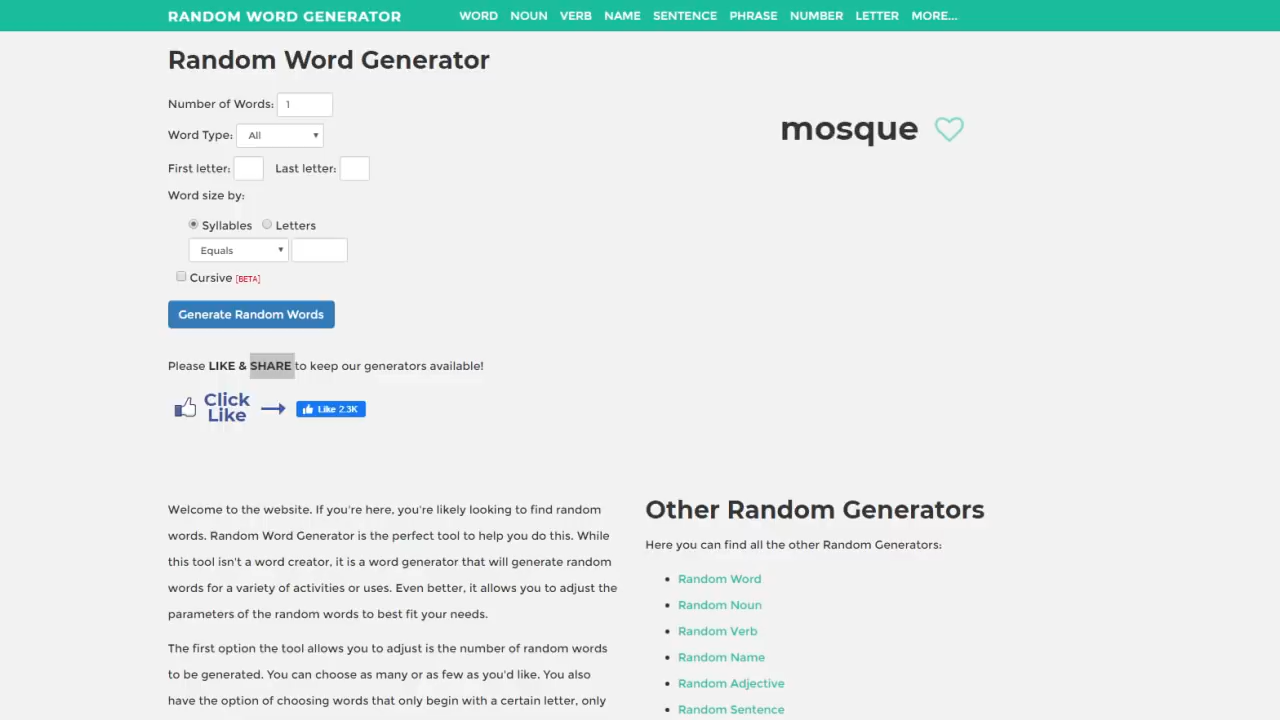 RANDOM WORD GENERATOR
WORD NOUN VERB NAME SENTENCE PHRASE NUMBER LETTER MORE...
Random Word Generator
Number of Words: 1
Word Type: All
First letter: Last letter:
Word size by:
Syllables Letters
Equals
Cursive [BETA]
Generate Random Words
mosque
Please LIKE & SHARE to keep our generators available!
Click
Like
Like 2.3K
Welcome to the website. If you're here, you're likely looking to find random
words. Random Word Generator is the perfect tool to help you do this. While
this tool isn't a word creator, it is a word generator that will generate random
words for a variety of activities or uses. Even better, it allows you to adjust the
parameters of the random words to best fit your needs.
The first option the tool allows you to adjust is the number of random words
to be generated. You can choose as many or as few as you'd like. You also
have the option of choosing words that only begin with a certain letter, only
Other Random Generators
Here you can find all the other Random Generators:
Random Word
Random Noun
Random Verb
Random Name
Random Adjective
Random Sentence